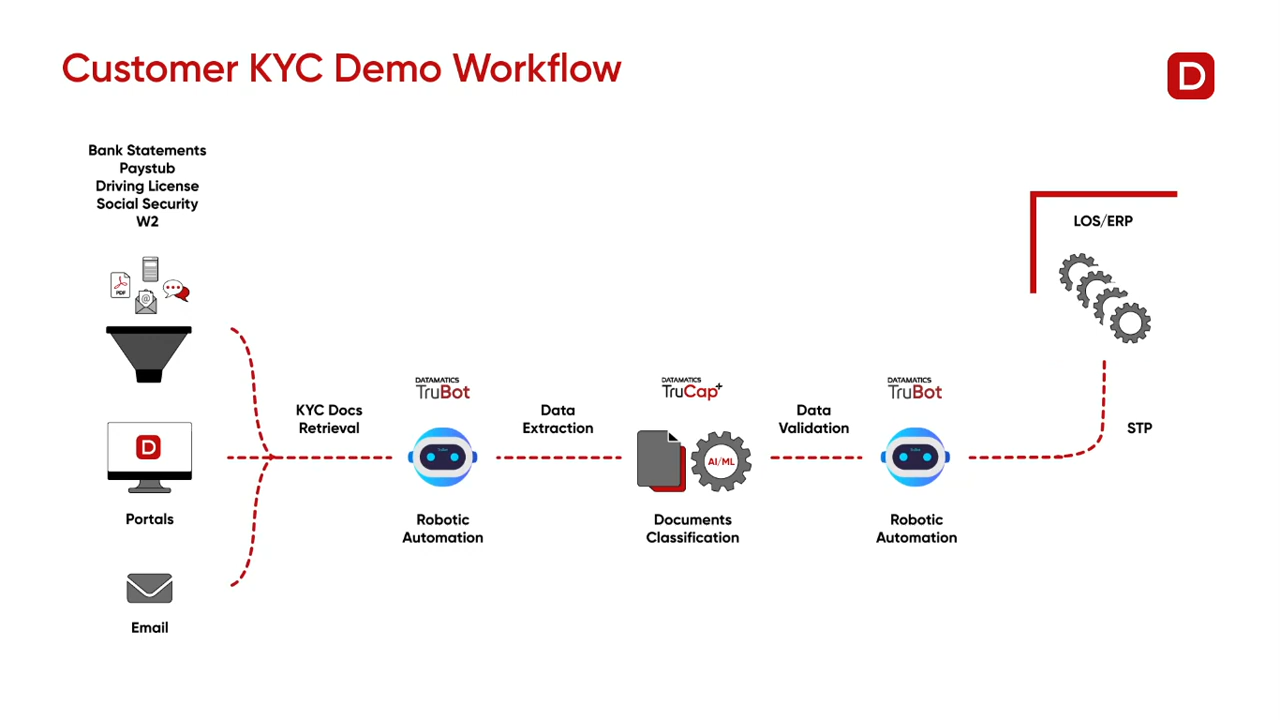 Customer KYC Demo Workflow
D
Bank Statements
Paystub
Driving License
Social Security
W2
PDF
@
D
Portals
Email
KYC Docs
Retrieval
DATAMATICS
TruBot
Robotic
Automation
Data
Extraction
DATAMATICS
TruCap+
AI/ML
Documents
Classification
Data
Validation
DATAMATICS
TruBot
Robotic
Automation
STP
LOS/ERP